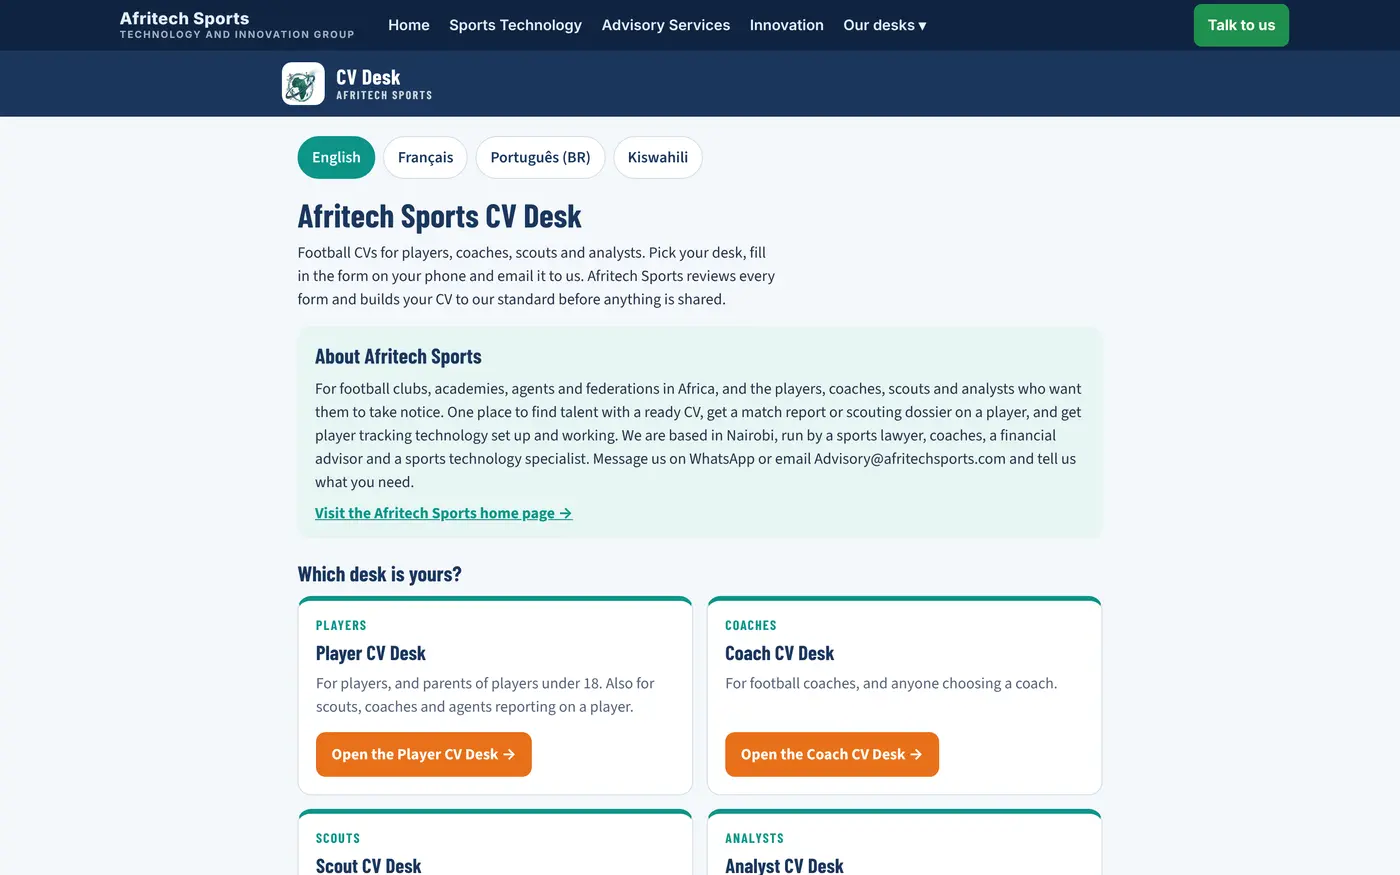 Afritech Sports
TECHNOLOGY AND INNOVATION GROUP
Home
Sports Technology
Advisory Services
Innovation
Our desks ▾
Talk to us
CV Desk
AFRITECH SPORTS
English
Français
Português (BR)
Kiswahili
Afritech Sports CV Desk
Football CVs for players, coaches, scouts and analysts. Pick your desk, fill
in the form on your phone and email it to us. Afritech Sports reviews every
form and builds your CV to our standard before anything is shared.
About Afritech Sports
For football clubs, academies, agents and federations in Africa, and the players, coaches, scouts and analysts who want
them to take notice. One place to find talent with a ready CV, get a match report or scouting dossier on a player, and get
player tracking technology set up and working. We are based in Nairobi, run by a sports lawyer, coaches, a financial
advisor and a sports technology specialist. Message us on WhatsApp or email Advisory@afritechsports.com and tell us
what you need.
Visit the Afritech Sports home page →
Which desk is yours?
PLAYERS
Player CV Desk
For players, and parents of players under 18. Also for
scouts, coaches and agents reporting on a player.
Open the Player CV Desk →
COACHES
Coach CV Desk
For football coaches, and anyone choosing a coach.
Open the Coach CV Desk →
SCOUTS
Scout CV Desk
ANALYSTS
Analyst CV Desk